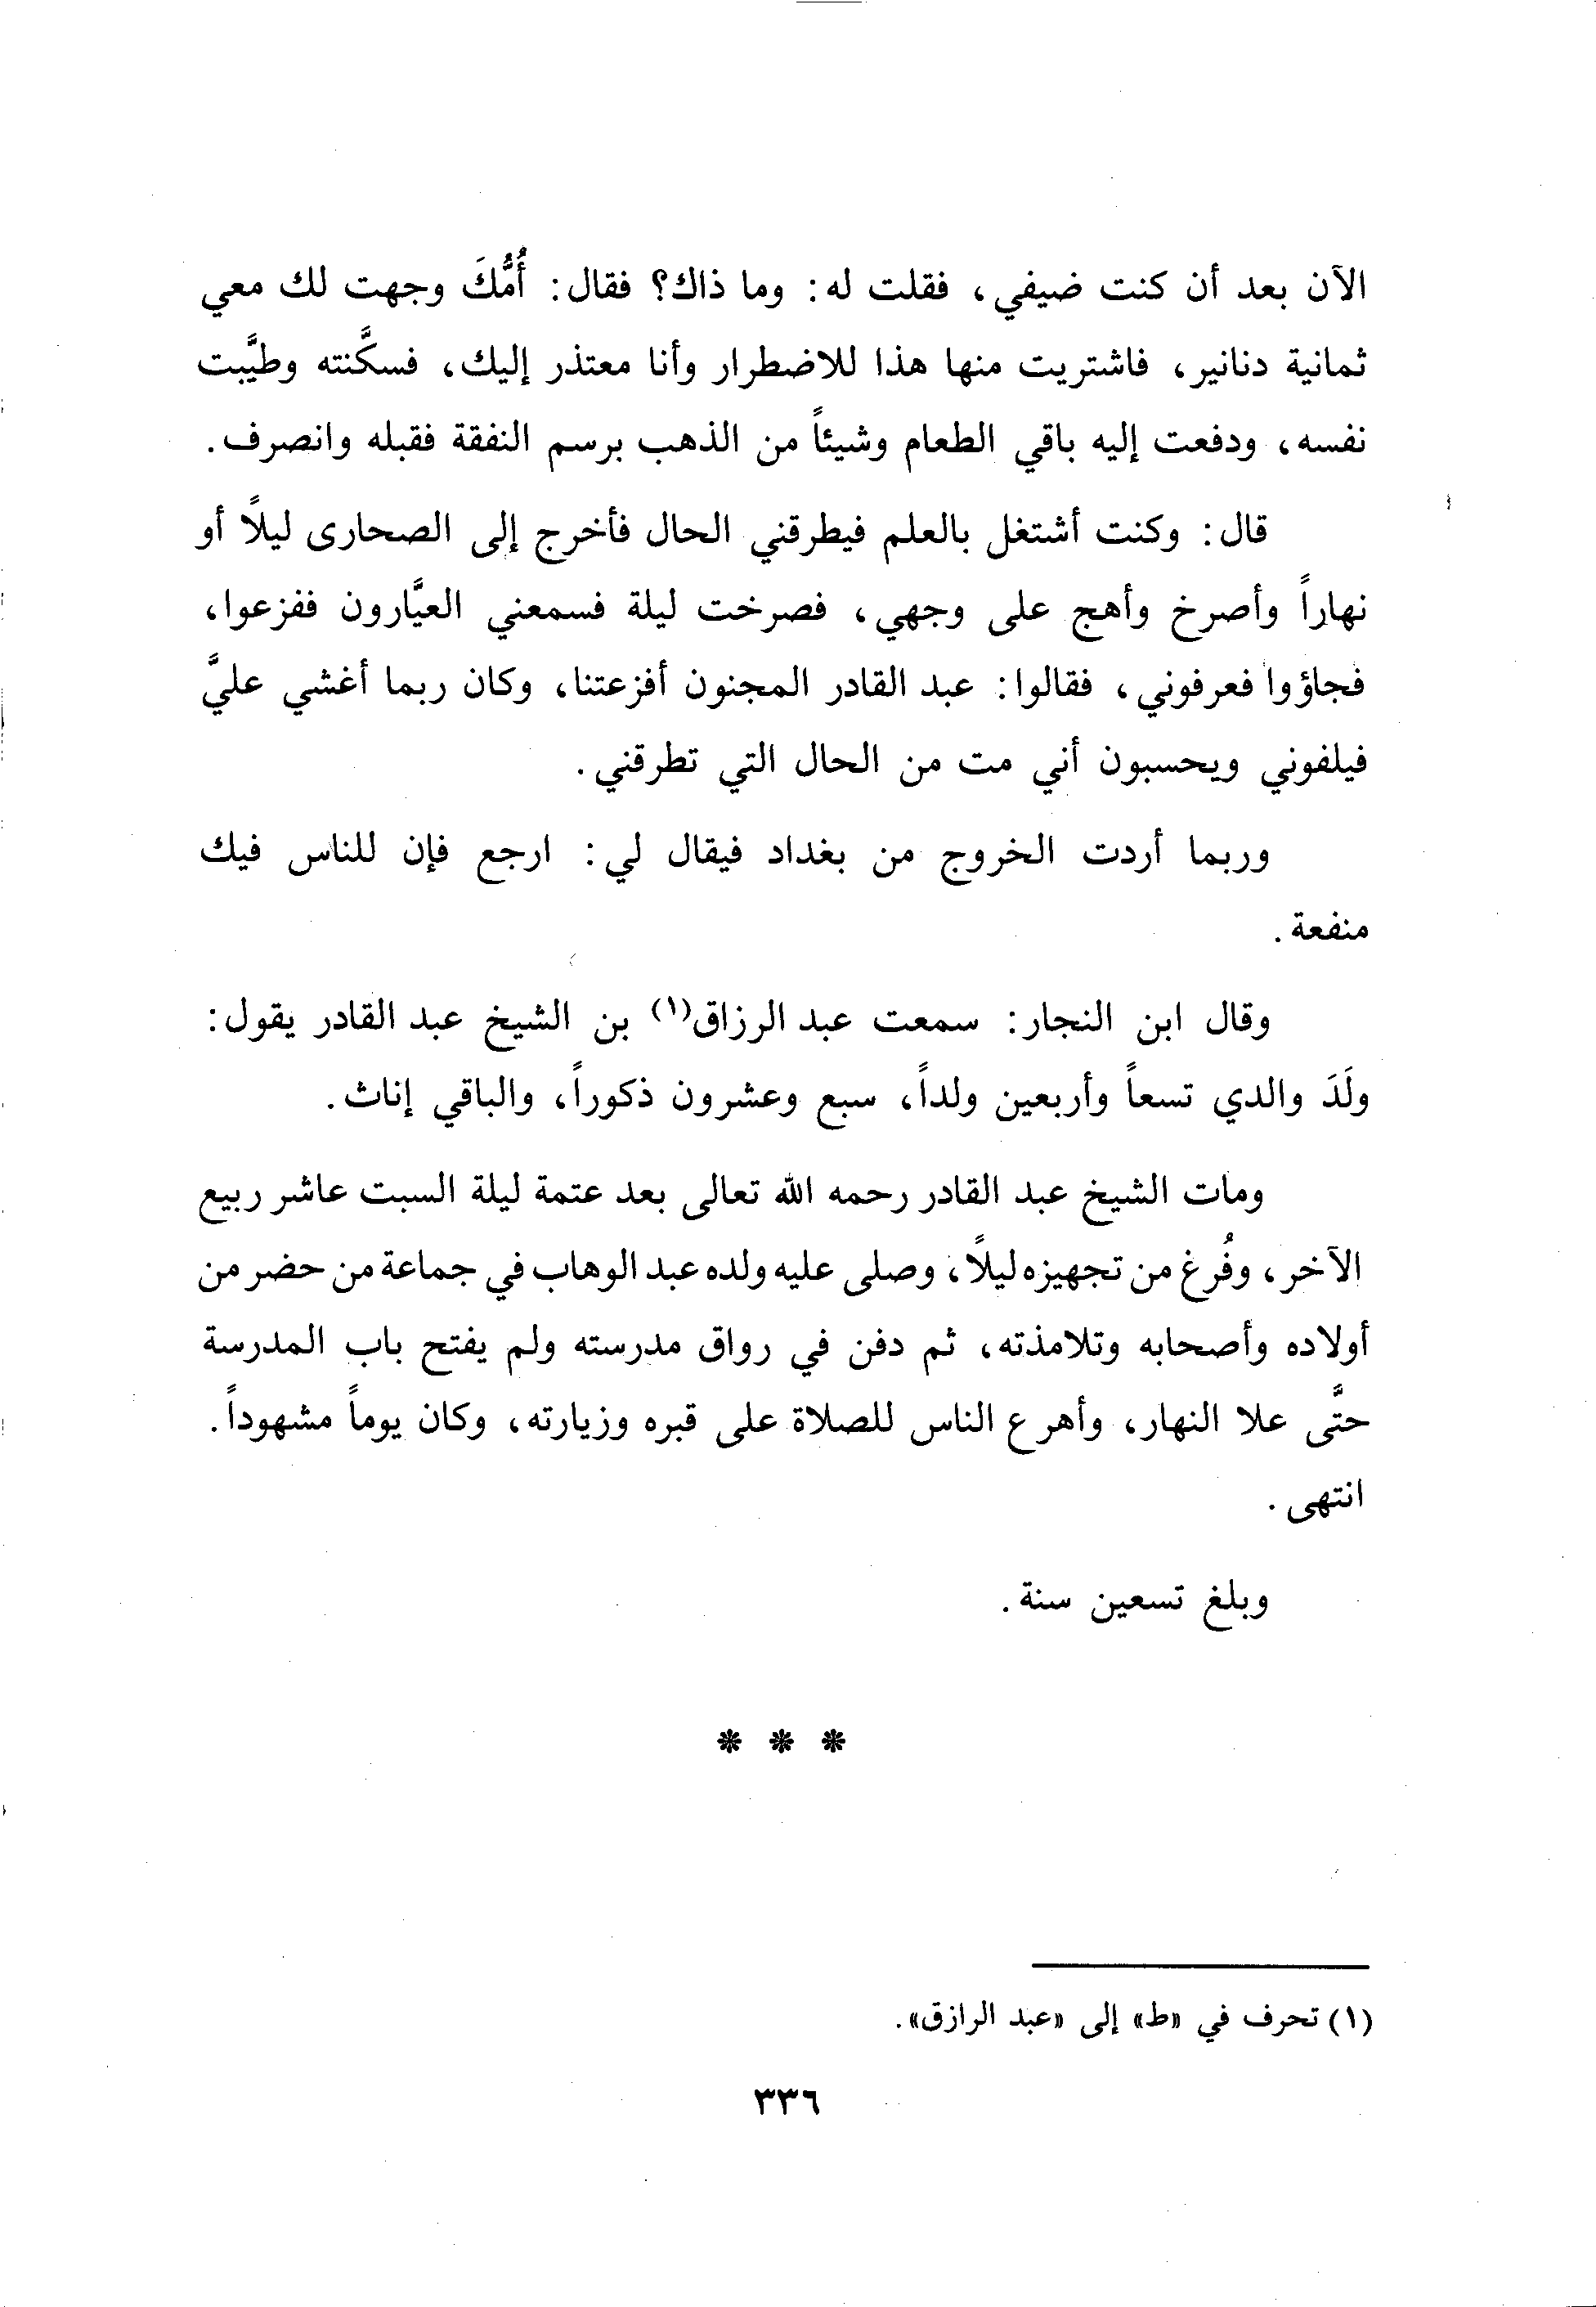 الآن بعد أن كنت ضيفي، فقلت له: وما ذاك؟ فقال: أُمُّكَ وجهت لك معي
ثمانية دنانير، فاشتريت منها هذا للاضطرار وأنا معتذر إليك، فسكَّنته وطيَّبت
نفسه، ودفعت إليه باقي الطعام وشيئاً من الذهب برسم النفقة فقبله وانصرف.
قال: وكنت أشتغل بالعلم فيطرقني الحال فأخرج إلى الصحارى ليلاً أو
نهاراً وأصرخ وأهج على وجهي، فصرخت ليلة فسمعني العيَّارون ففزعوا،
فجاؤوا فعرفوني، فقالوا: عبد القادر المجنون أفزعتنا، وكان ربما أغشي عليَّ
فيلفوني ويحسبون أني مت من الحال التي تطرقني.
وربما أردت الخروج من بغداد فيقال لي: ارجع فإن للناس فيك
منفعة.
وقال ابن النجار: سمعت عبد الرزاق(١) بن الشيخ عبد القادر يقول:
ولَدَ والدي تسعاً وأربعين ولداً، سبع وعشرون ذكوراً، والباقي إناث.
ومات الشيخ عبد القادر رحمه الله تعالى بعد عتمة ليلة السبت عاشر ربيع
الآخر، وفُرغ من تجهيزه ليلاً، وصلى عليه ولده عبد الوهاب في جماعة من حضر من
أولاده وأصحابه وتلامذته، ثم دفن في رواق مدرسته ولم يفتح باب المدرسة
حتَّى علا النهار، وأهرع الناس للصلاة على قبره وزيارته، وكان يوماً مشهوداً.
انتهى.
وبلغ تسعين سنة.
* * *
(١) تحرف في «ط» إلى «عبد الرازق».
٣٣٦